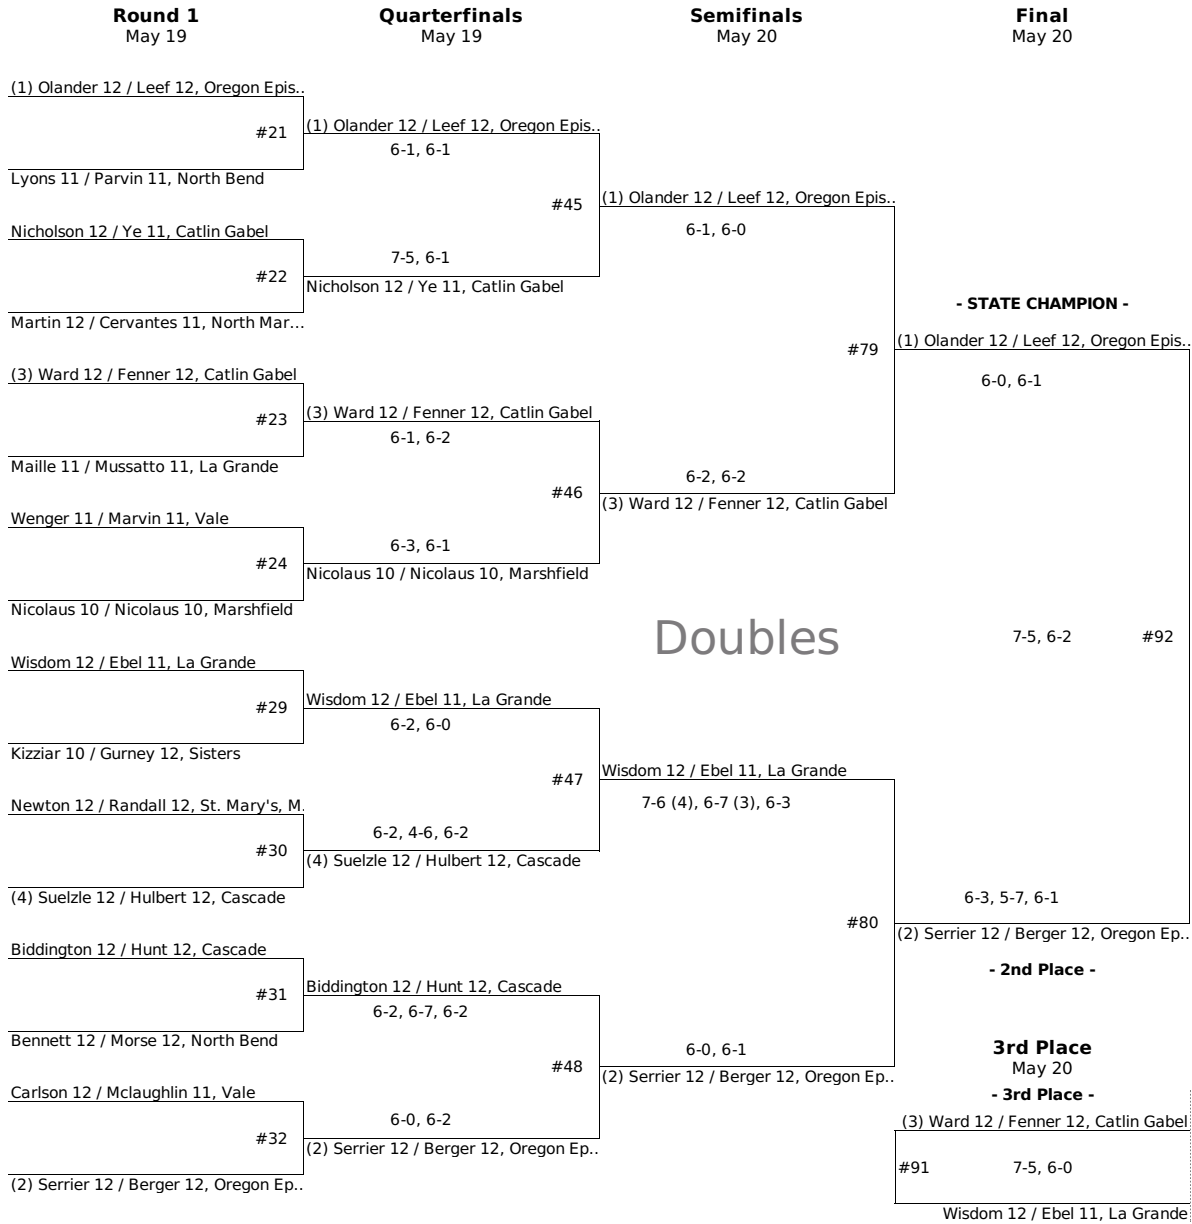 Round 1
May 19
Quarterfinals
May 19
Semifinals
May 20
Final
May 20
(1) Olander 12 / Leef 12, Oregon Epis..
#21
Lyons 11 / Parvin 11, North Bend
Nicholson 12 / Ye 11, Catlin Gabel
#22
Martin 12 / Cervantes 11, North Mar...
(3) Ward 12 / Fenner 12, Catlin Gabel
#23
Maille 11 / Mussatto 11, La Grande
Wenger 11 / Marvin 11, Vale
#24
Nicolaus 10 / Nicolaus 10, Marshfield
Wisdom 12 / Ebel 11, La Grande
#29
Kizziar 10 / Gurney 12, Sisters
Newton 12 / Randall 12, St. Mary's, M.
#30
(4) Suelzle 12 / Hulbert 12, Cascade
Biddington 12 / Hunt 12, Cascade
#31
Bennett 12 / Morse 12, North Bend
Carlson 12 / Mclaughlin 11, Vale
#32
(2) Serrier 12 / Berger 12, Oregon Ep..
(1) Olander 12 / Leef 12, Oregon Epis..
6-1, 6-1
#45
7-5, 6-1
Nicholson 12 / Ye 11, Catlin Gabel
(3) Ward 12 / Fenner 12, Catlin Gabel
6-1, 6-2
#46
6-3, 6-1
Nicolaus 10 / Nicolaus 10, Marshfield
Wisdom 12 / Ebel 11, La Grande
6-2, 6-0
#47
6-2, 4-6, 6-2
(4) Suelzle 12 / Hulbert 12, Cascade
Biddington 12 / Hunt 12, Cascade
6-2, 6-7, 6-2
#48
6-0, 6-2
(2) Serrier 12 / Berger 12, Oregon Ep..
(1) Olander 12 / Leef 12, Oregon Epis..
6-1, 6-0
#79
6-2, 6-2
(3) Ward 12 / Fenner 12, Catlin Gabel
Doubles
Wisdom 12 / Ebel 11, La Grande
7-6 (4), 6-7 (3), 6-3
#80
6-0, 6-1
(2) Serrier 12 / Berger 12, Oregon Ep..
- STATE CHAMPION -
(1) Olander 12 / Leef 12, Oregon Epis..
6-0, 6-1
7-5, 6-2
#92
6-3, 5-7, 6-1
(2) Serrier 12 / Berger 12, Oregon Ep..
- 2nd Place -
3rd Place
May 20
- 3rd Place -
(3) Ward 12 / Fenner 12, Catlin Gabel
#91
7-5, 6-0
Wisdom 12 / Ebel 11, La Grande